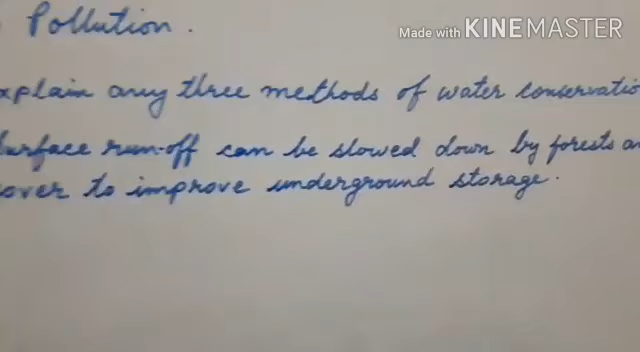 Pollution.
Made with KINEMASTER
xplain any three methods of water conservatio
urface run-off can be slowed down by forests a
over to improve underground storage.